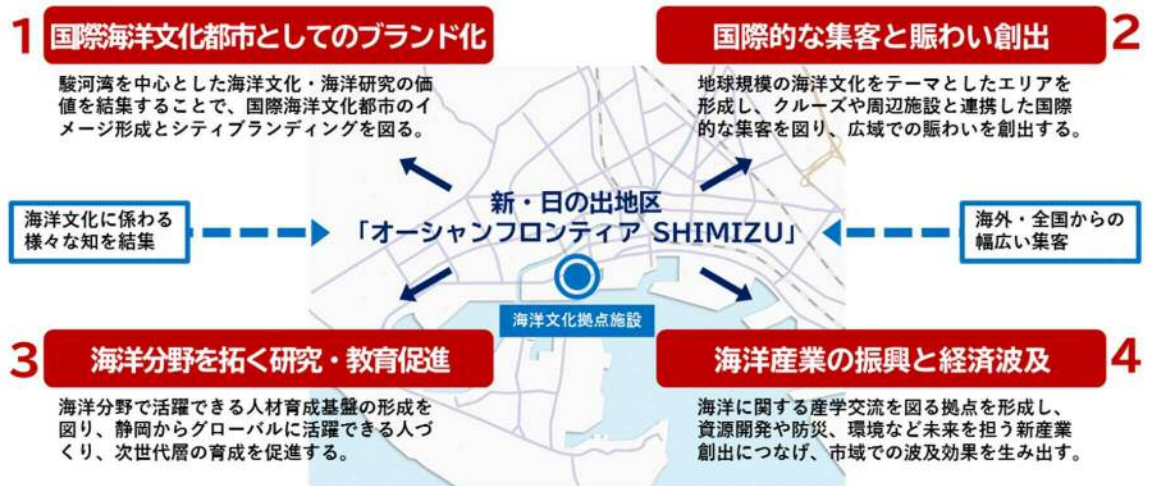 1 国際海洋文化都市としてのブランド化
駿河湾を中心とした海洋文化・海洋研究の価
値を結集することで、国際海洋文化都市のイ
メージ形成とシティブランディングを図る。
国際的な集客と賑わい創出 2
地球規模の海洋文化をテーマとしたエリアを
形成し、クルーズや周辺施設と連携した国際
的な集客を図り、広域での賑わいを創出する。
海洋文化に係わる
様々な知を結集
新・日の出地区
「オーシャンフロンティア SHIMIZU」
海洋文化拠点施設
海外・全国からの
幅広い集客
3 海洋分野を拓く研究・教育促進
海洋分野で活躍できる人材育成基盤の形成を
図り、静岡からグローバルに活躍できる人づ
くり、次世代層の育成を促進する。
海洋産業の振興と経済波及 4
海洋に関する産学交流を図る拠点を形成し、
資源開発や防災、環境など未来を担う新産業
創出につなげ、市域での波及効果を生み出す。